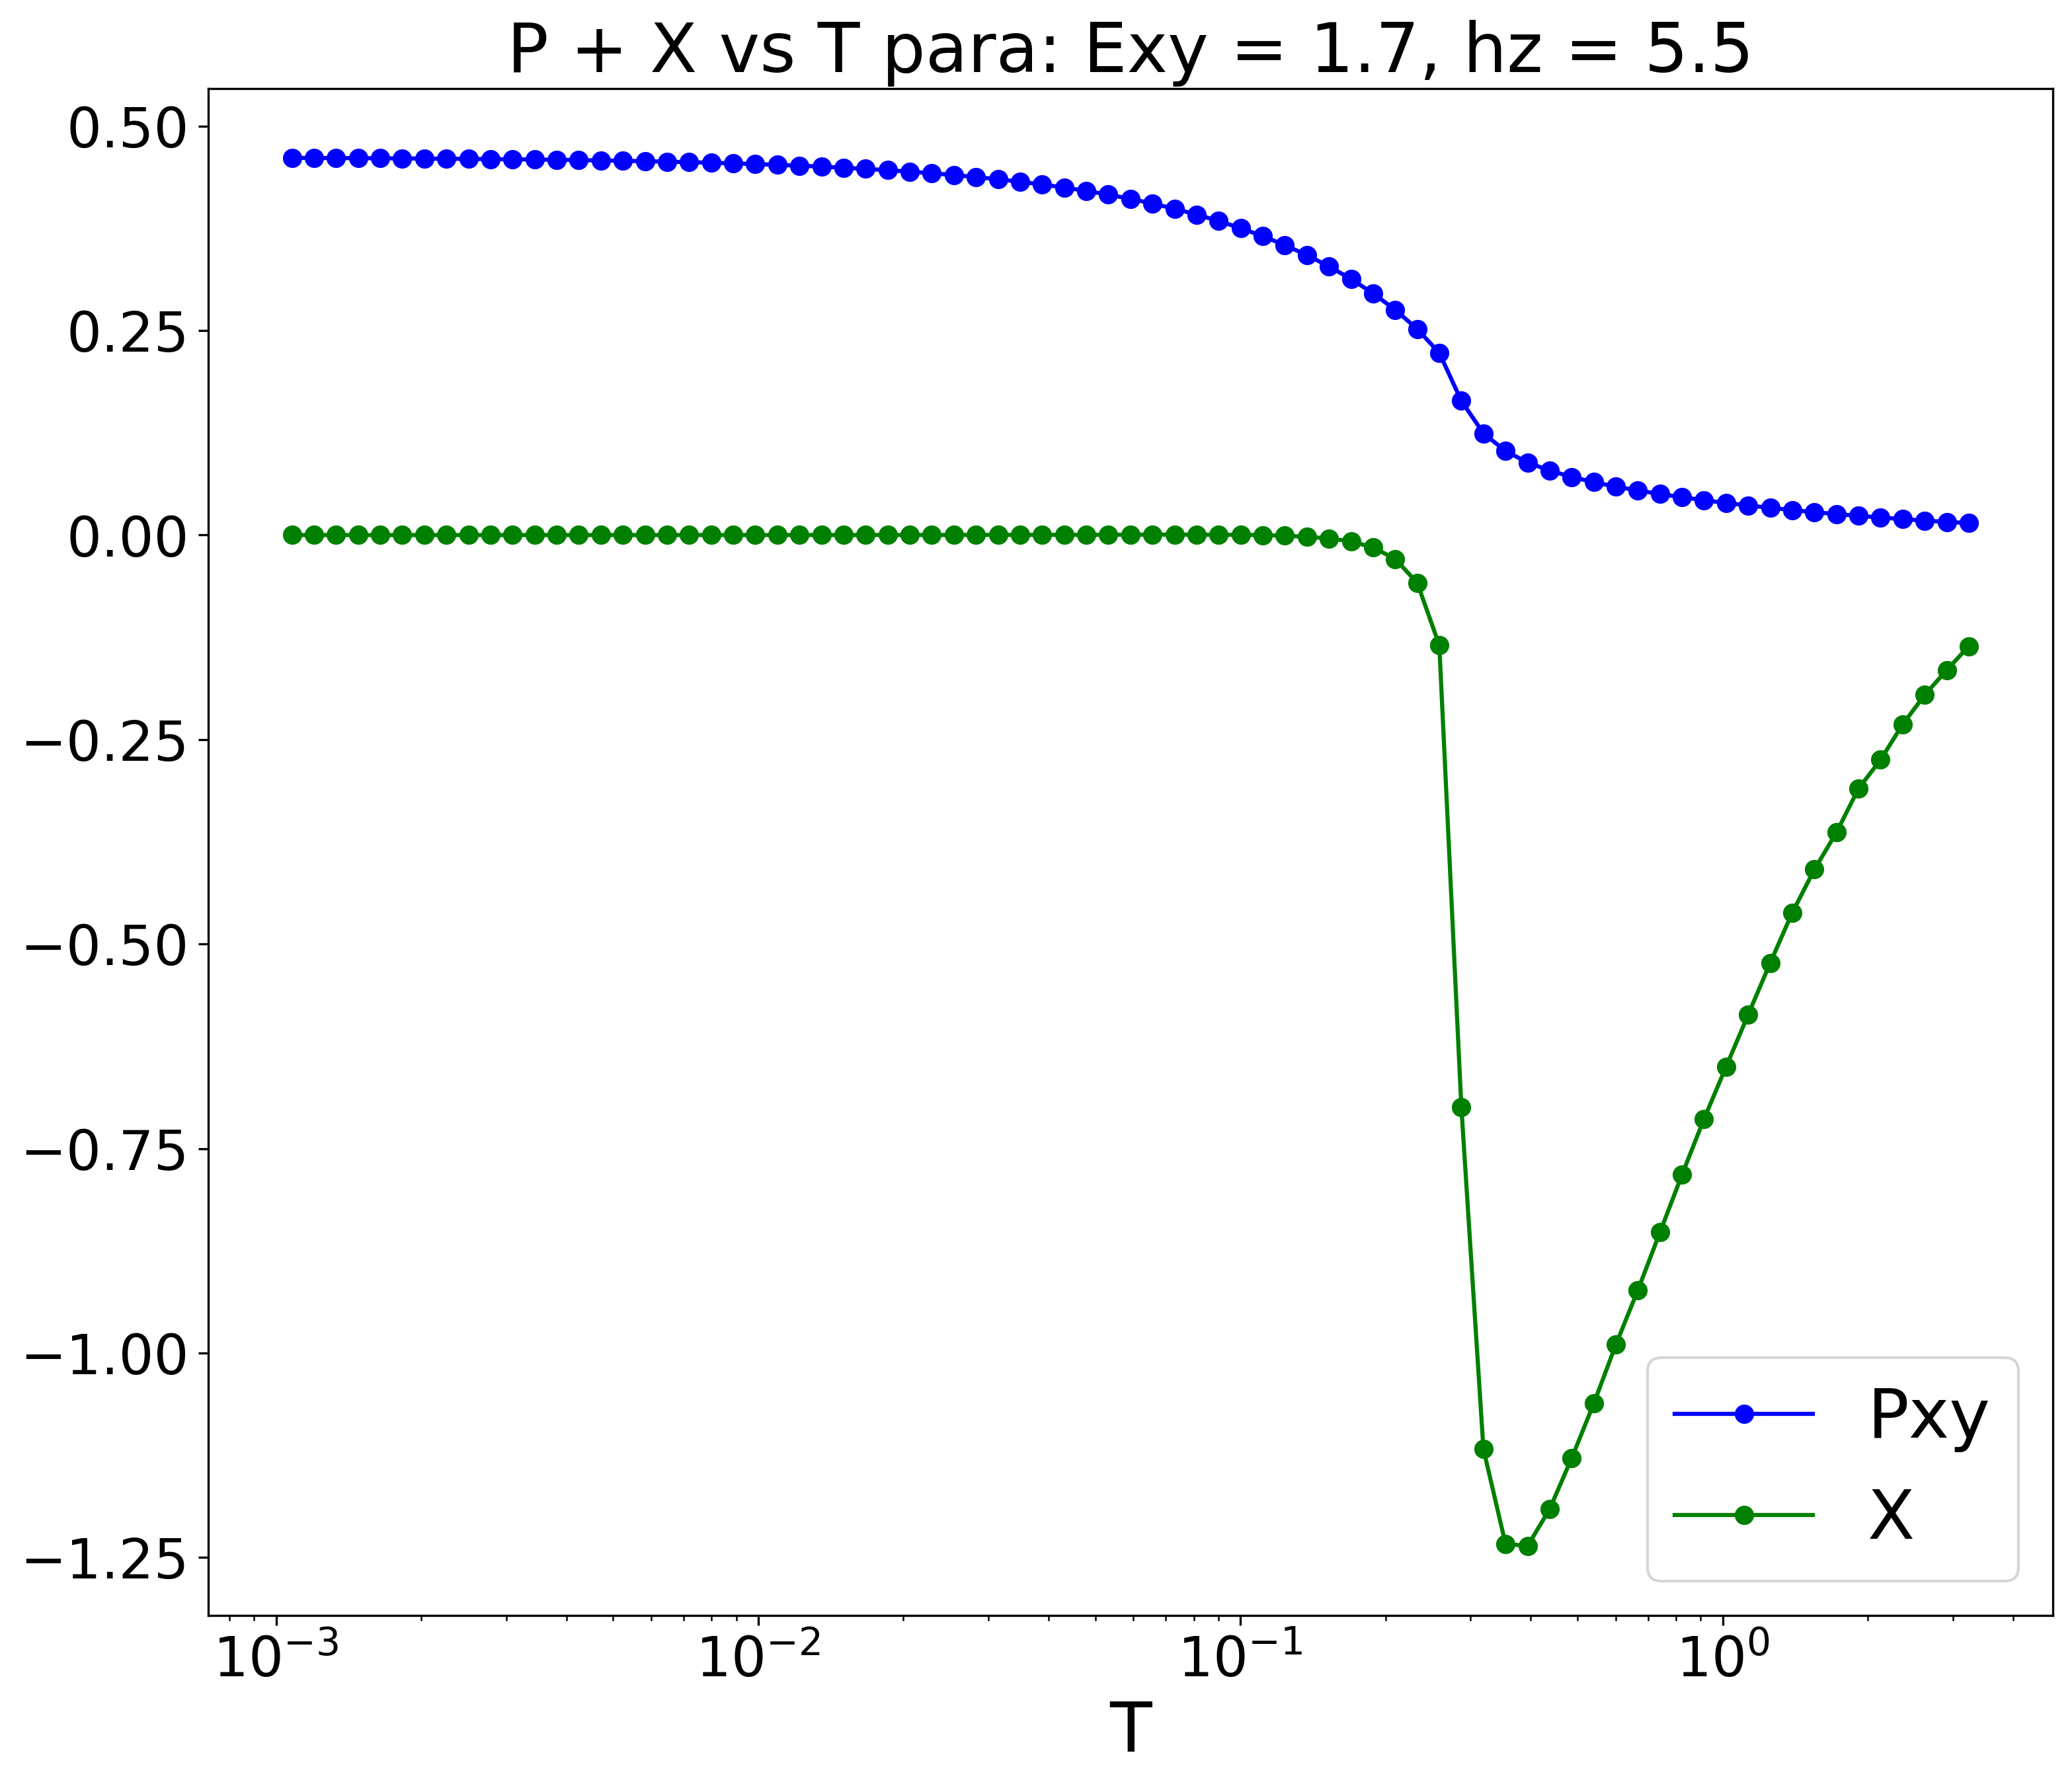 P + X vs T para: Exy = 1.7, hz = 5.5
0.50
0.25
0.00
−0.25
−0.50
−0.75
−1.00
−1.25
Pxy
X
10⁻³ 10⁻² 10⁻¹ 10⁰
T